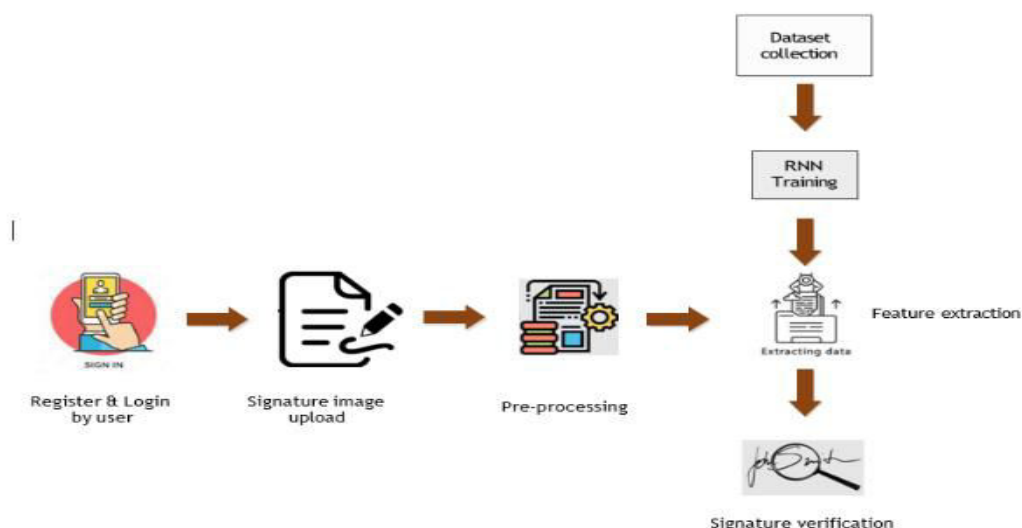 Dataset
collection
RNN
Training
Feature extraction
Extracting data
SIGN IN
Register & Login
by user
Signature image
upload
Pre-processing
Signature verification